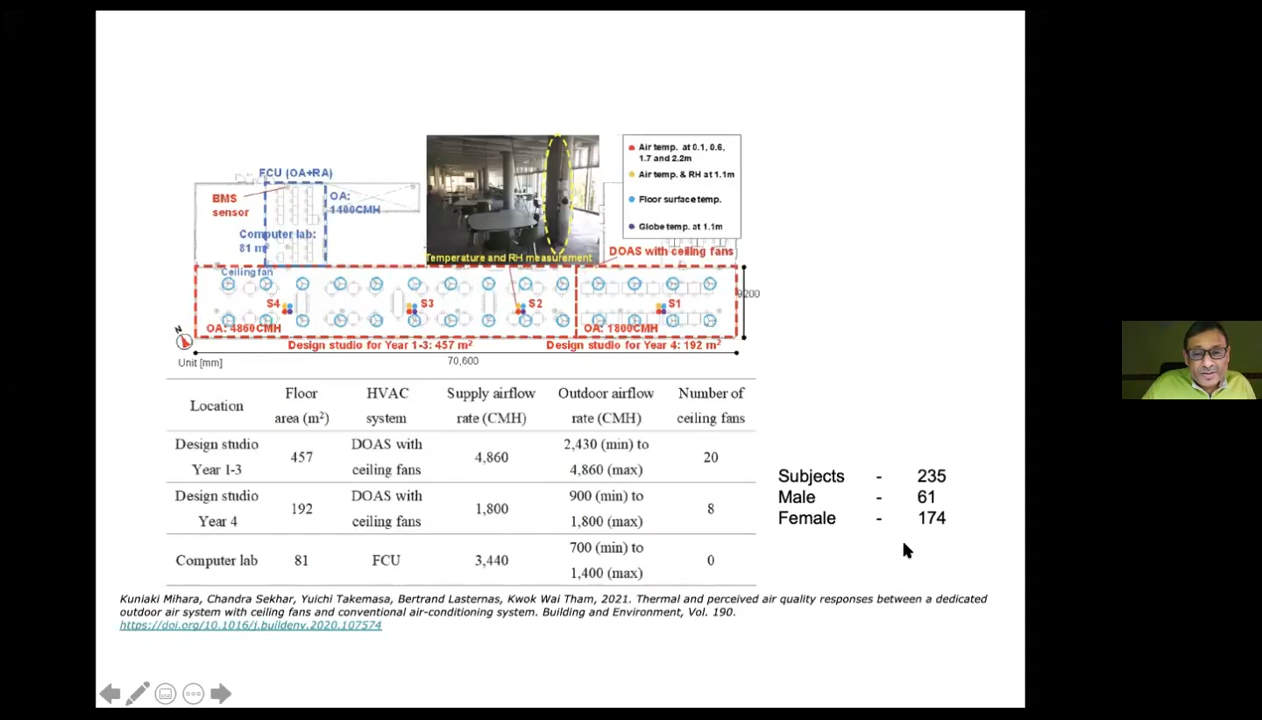 FCU (OA+RA)
BMS
sensor
OA:
1400CMH
Computer lab:
81 m²
Ceiling fan
Temperature and RH measurement
Air temp. at 0.1, 0.6,
1.7 and 2.2m
Air temp. & RH at 1.1m
Floor surface temp.
Globe temp. at 1.1m
DOAS with ceiling fans
S4
S3
S2
S1
9200
OA: 4860CMH
OA: 1800CMH
N
Design studio for Year 1-3: 457 m²
Design studio for Year 4: 192 m²
Unit [mm]
70,600
Location Floor area (m²) HVAC system Supply airflow rate (CMH) Outdoor airflow rate (CMH) Number of ceiling fans
Design studio Year 1-3 457 DOAS with ceiling fans 4,860 2,430 (min) to 4,860 (max) 20
Design studio Year 4 192 DOAS with ceiling fans 1,800 900 (min) to 1,800 (max) 8
Computer lab 81 FCU 3,440 700 (min) to 1,400 (max) 0
Subjects - 235
Male - 61
Female - 174
Kuniaki Mihara, Chandra Sekhar, Yuichi Takemasa, Bertrand Lasternas, Kwok Wai Tham, 2021. Thermal and perceived air quality responses between a dedicated
outdoor air system with ceiling fans and conventional air-conditioning system. Building and Environment, Vol. 190.
https://doi.org/10.1016/j.buildenv.2020.107574